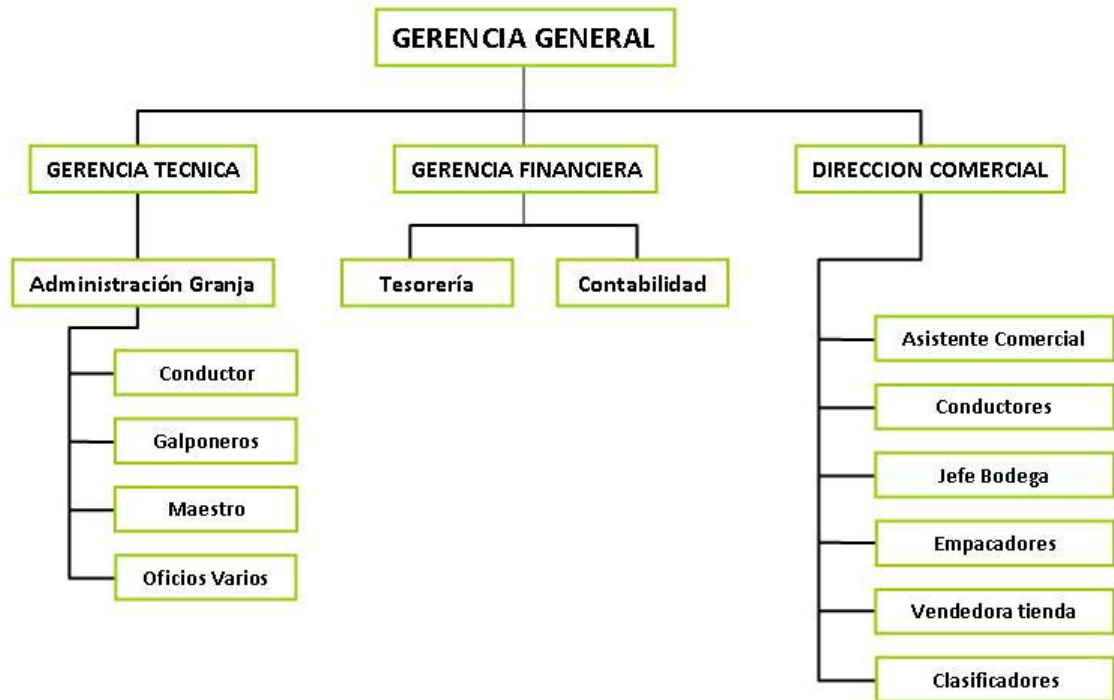 GERENCIA GENERAL
GERENCIA TECNICA
GERENCIA FINANCIERA
DIRECCION COMERCIAL
Administración Granja
Tesorería
Contabilidad
Conductor
Galponeros
Maestro
Oficios Varios
Asistente Comercial
Conductores
Jefe Bodega
Empacadores
Vendedora tienda
Clasificadores